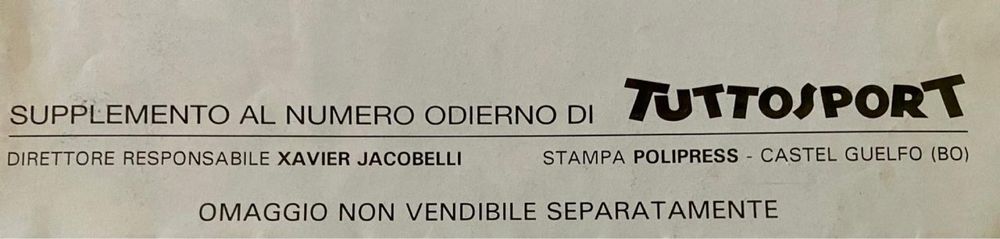 SUPPLEMENTO AL NUMERO ODIERNO DI TUTTOSPORT
DIRETTORE RESPONSABILE XAVIER JACOBELLI STAMPA POLIPRESS - CASTEL GUELFO (BO)
OMAGGIO NON VENDIBILE SEPARATAMENTE